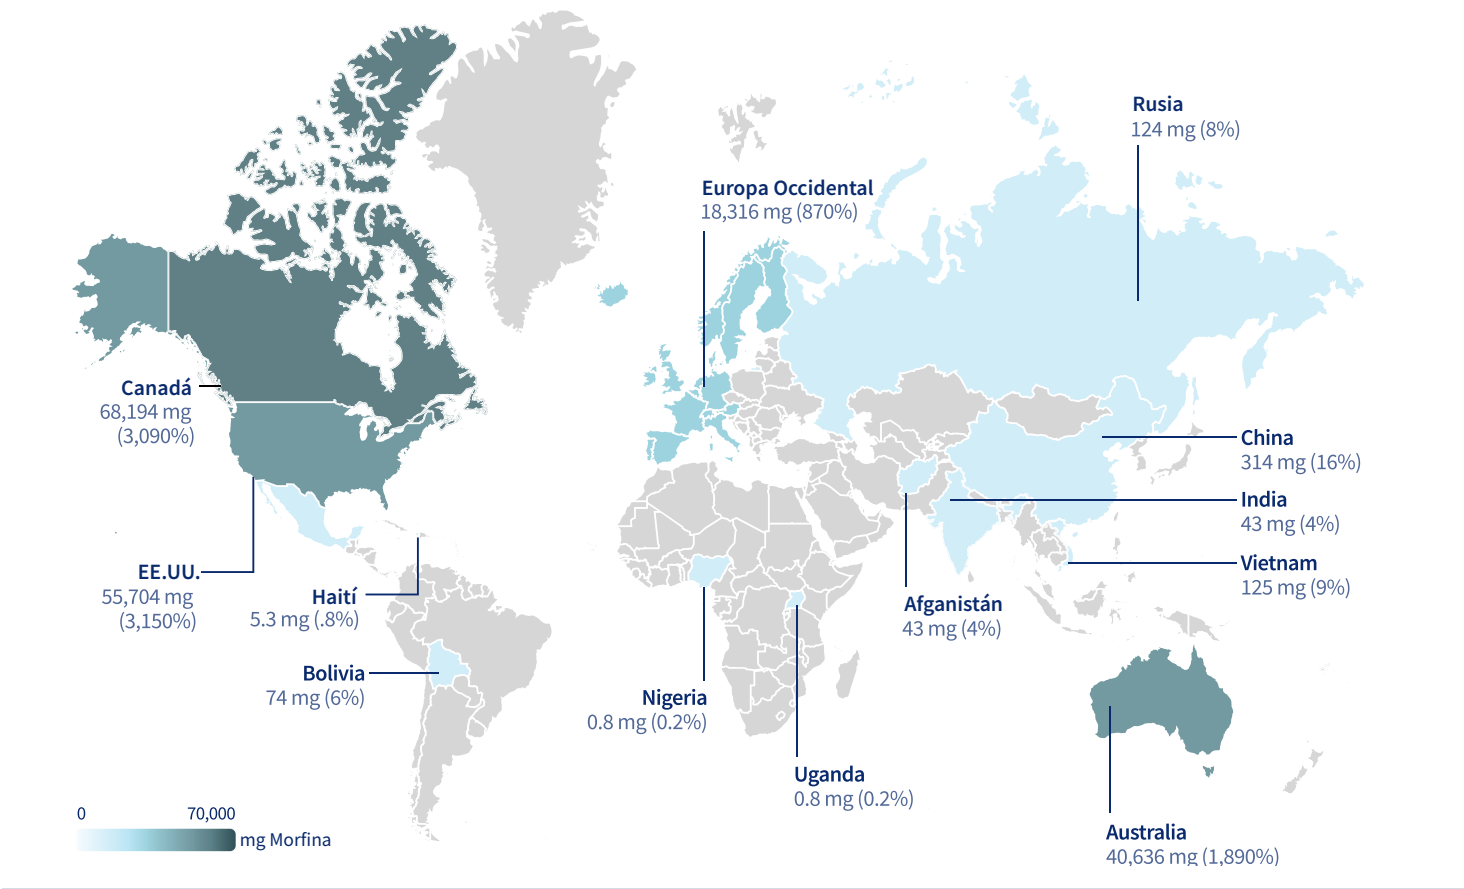 Rusia
124 mg (8%)
Europa Occidental
18,316 mg (870%)
Canadá
68,194 mg
(3,090%)
China
314 mg (16%)
India
43 mg (4%)
Vietnam
125 mg (9%)
EE.UU.
55,704 mg
(3,150%)
Haití
5.3 mg (.8%)
Afganistán
43 mg (4%)
Bolivia
74 mg (6%)
Nigeria
0.8 mg (0.2%)
Uganda
0.8 mg (0.2%)
Australia
40,636 mg (1,890%)
0 70,000
mg Morfina